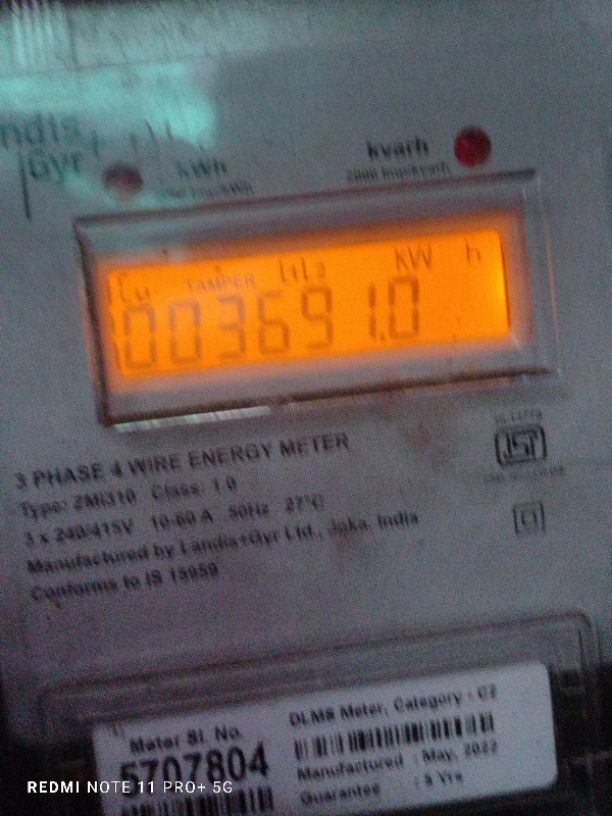 Gyr
kWh kvarh
TAMPER L1L2 kW h
003691.0
3 PHASE 4 WIRE ENERGY METER
Type: ZMI310 Class: 1.0
3 x 240/415V 10-60 A 50Hz 27°C
Manufactured by Landis+Gyr Ltd., Joka, India
Conforms to IS 15959
Meter Sl. No.
5707804
DLMS Meter, Category - C2
Manufactured : May, 2022
Guarantee : 5 Yrs
REDMI NOTE 11 PRO+ 5G